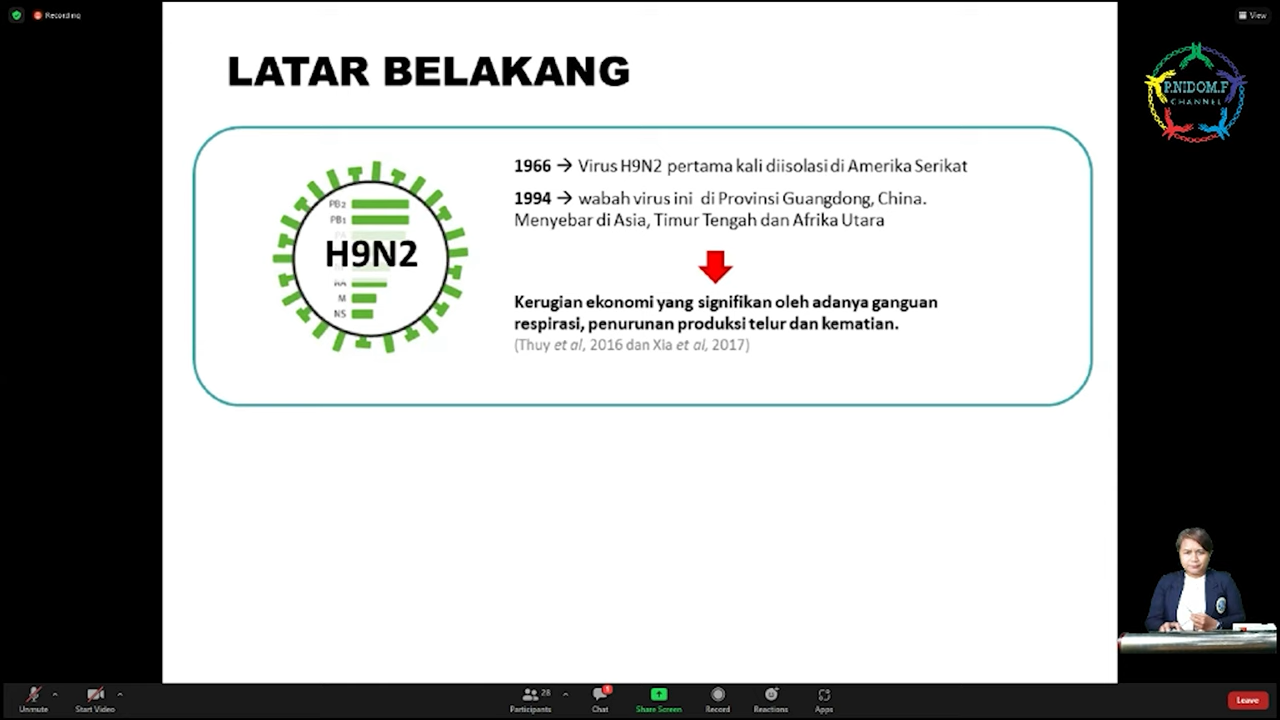 Recording
View
LATAR BELAKANG
P.NIDOM.F
CHANNEL
1966 → Virus H9N2 pertama kali diisolasi di Amerika Serikat
1994 → wabah virus ini di Provinsi Guangdong, China.
Menyebar di Asia, Timur Tengah dan Afrika Utara
PB2
PB1
PA
H9N2
NA
M
NS
Kerugian ekonomi yang signifikan oleh adanya ganguan
respirasi, penurunan produksi telur dan kematian.
(Thuy et al, 2016 dan Xia et al, 2017)
Unmute
Start Video
28
Participants
1
Chat
Share Screen
Record
Reactions
Apps
Leave